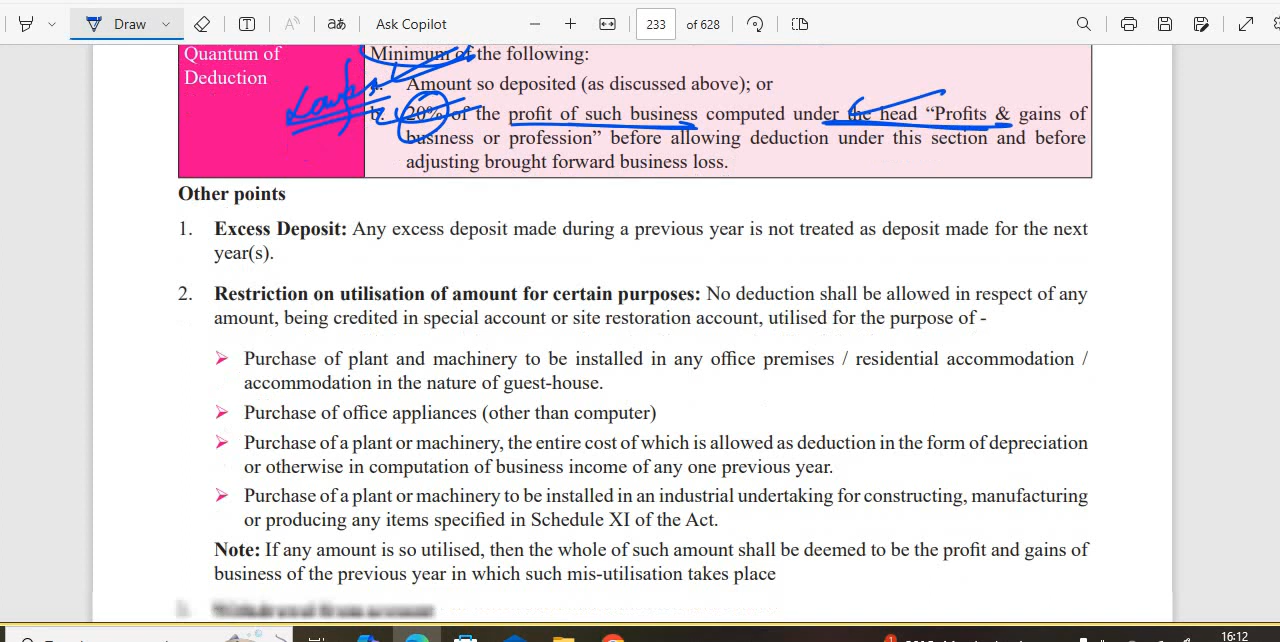 Draw
Ask Copilot
233 of 628
Quantum of
Deduction
Minimum of the following:
a. Amount so deposited (as discussed above); or
b. 20% of the profit of such business computed under the head “Profits & gains of
business or profession” before allowing deduction under this section and before
adjusting brought forward business loss.
Other points
1. Excess Deposit: Any excess deposit made during a previous year is not treated as deposit made for the next
year(s).
2. Restriction on utilisation of amount for certain purposes: No deduction shall be allowed in respect of any
amount, being credited in special account or site restoration account, utilised for the purpose of -
Purchase of plant and machinery to be installed in any office premises / residential accommodation /
accommodation in the nature of guest-house.
Purchase of office appliances (other than computer)
Purchase of a plant or machinery, the entire cost of which is allowed as deduction in the form of depreciation
or otherwise in computation of business income of any one previous year.
Purchase of a plant or machinery to be installed in an industrial undertaking for constructing, manufacturing
or producing any items specified in Schedule XI of the Act.
Note: If any amount is so utilised, then the whole of such amount shall be deemed to be the profit and gains of
business of the previous year in which such mis-utilisation takes place
16:12